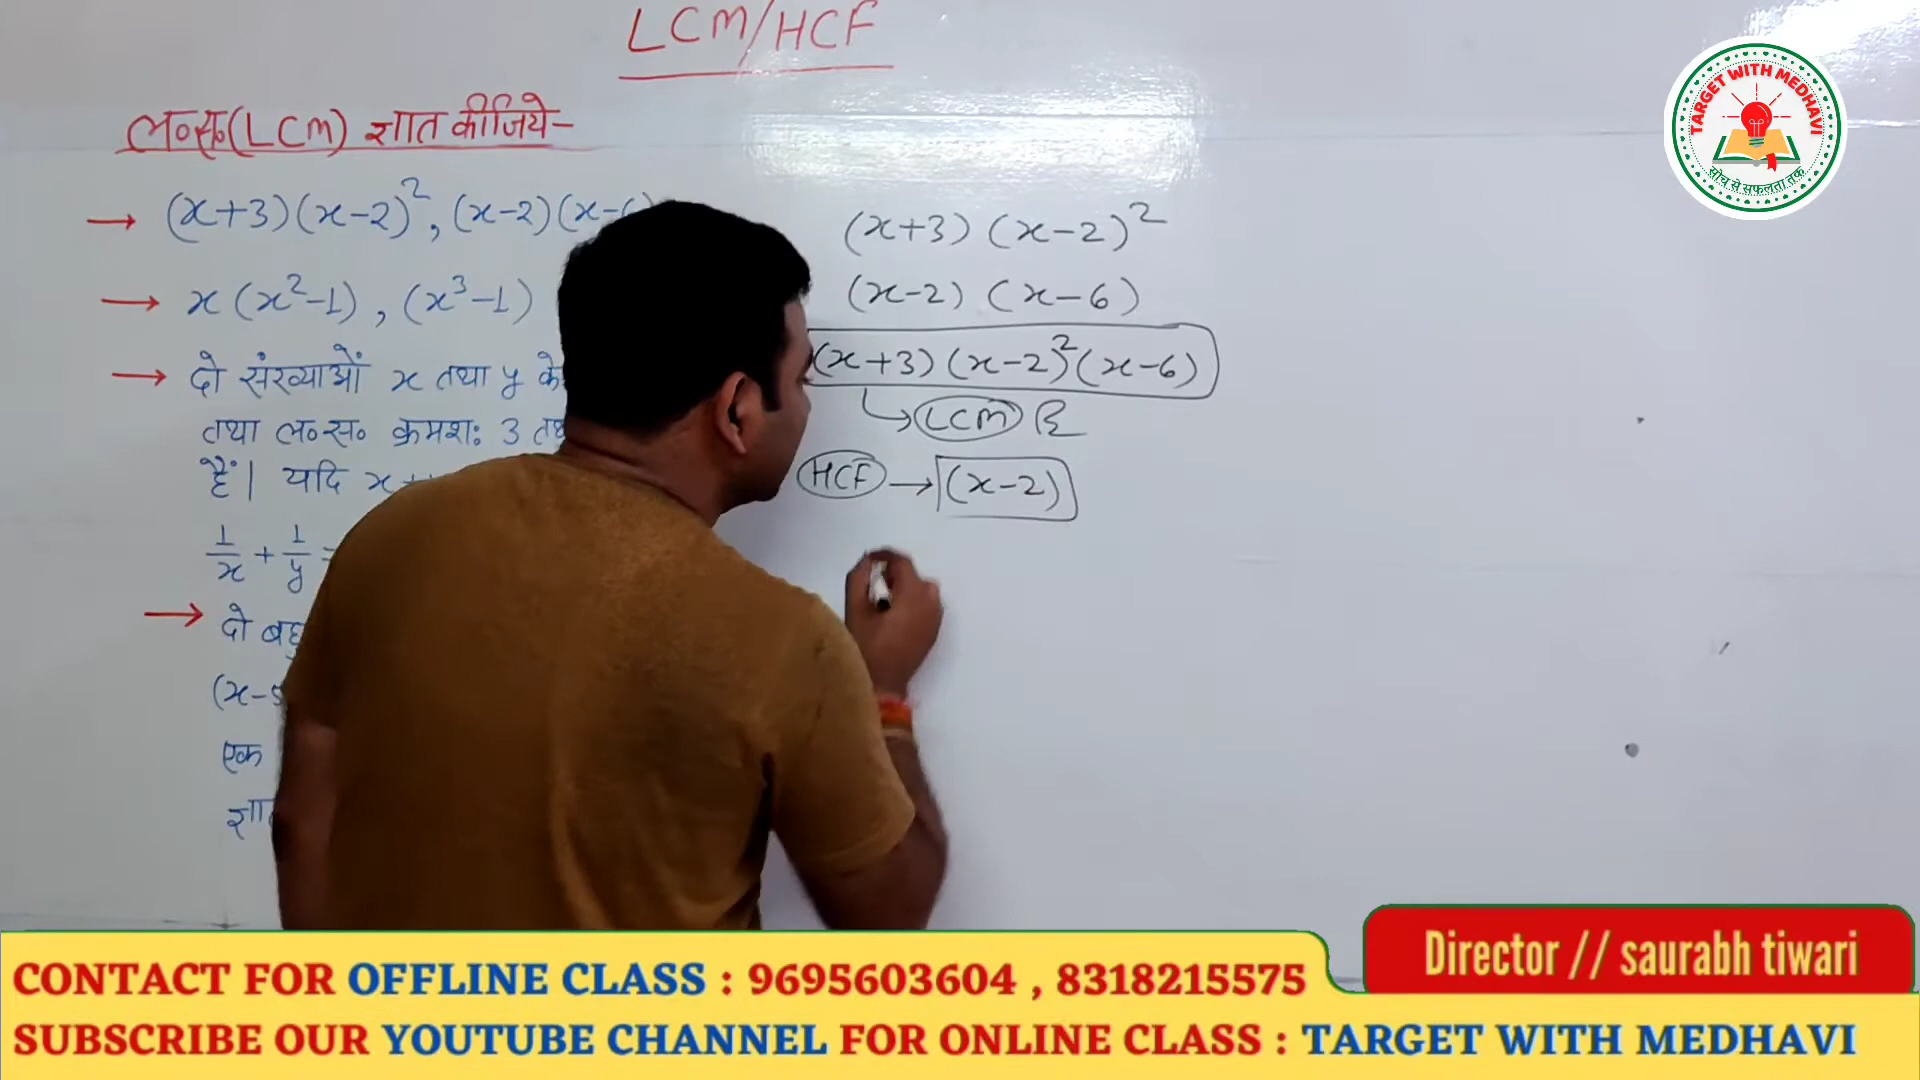 LCM/HCF
ल०स०(LCM) ज्ञात कीजिये-
→ (x+3)(x-2)², (x-2)(x-6)
→ x(x²-1), (x³-1)
→ दो संख्याओं x तथा y के
तथा ल०स० क्रमशः 3
हैं। यदि x+
1/x + 1/y =
→ दो
(x-5
एक
(x+3) (x-2)²
(x-2) (x-6)
(x+3) (x-2)² (x-6)
LCM है
HCF → (x-2)
TARGET WITH MEDHAVI
सोच से सफलता तक
Director // saurabh tiwari
CONTACT FOR OFFLINE CLASS : 9695603604 , 8318215575
SUBSCRIBE OUR YOUTUBE CHANNEL FOR ONLINE CLASS : TARGET WITH MEDHAVI